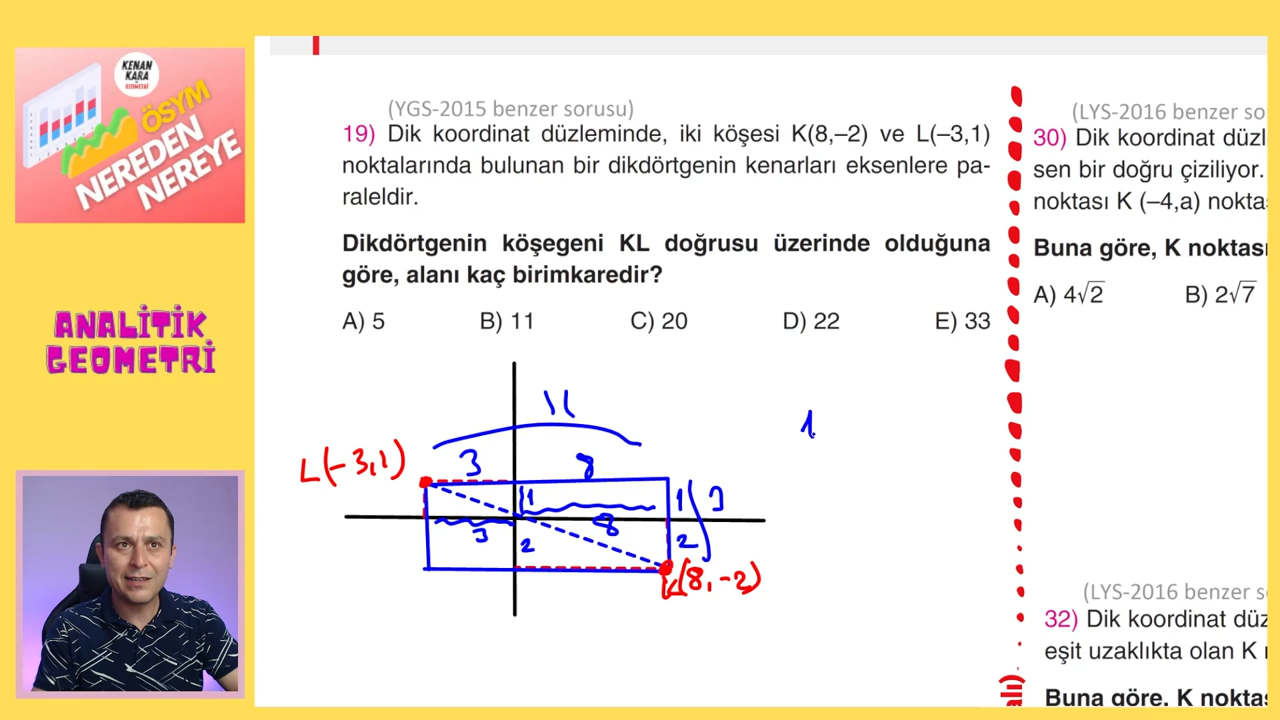 KENAN
KARA
GEOMETRİ
ÖSYM
NEREDEN
NEREYE
ANALİTİK
GEOMETRİ
(YGS-2015 benzer sorusu)
19) Dik koordinat düzleminde, iki köşesi K(8,–2) ve L(–3,1)
noktalarında bulunan bir dikdörtgenin kenarları eksenlere pa-
raleldir.
Dikdörtgenin köşegeni KL doğrusu üzerinde olduğuna
göre, alanı kaç birimkaredir?
A) 5 B) 11 C) 20 D) 22 E) 33
11
L(-3,1)
3 8
1 1 3
3 8
2 2
K(8,-2)
1
(LYS-2016 benzer so
30) Dik koordinat düzl
sen bir doğru çiziliyor.
noktası K (–4,a) nokta
Buna göre, K noktası
A) 4√2 B) 2√7
(LYS-2016 benzer s
32) Dik koordinat düz
eşit uzaklıkta olan K
Buna göre, K noktas